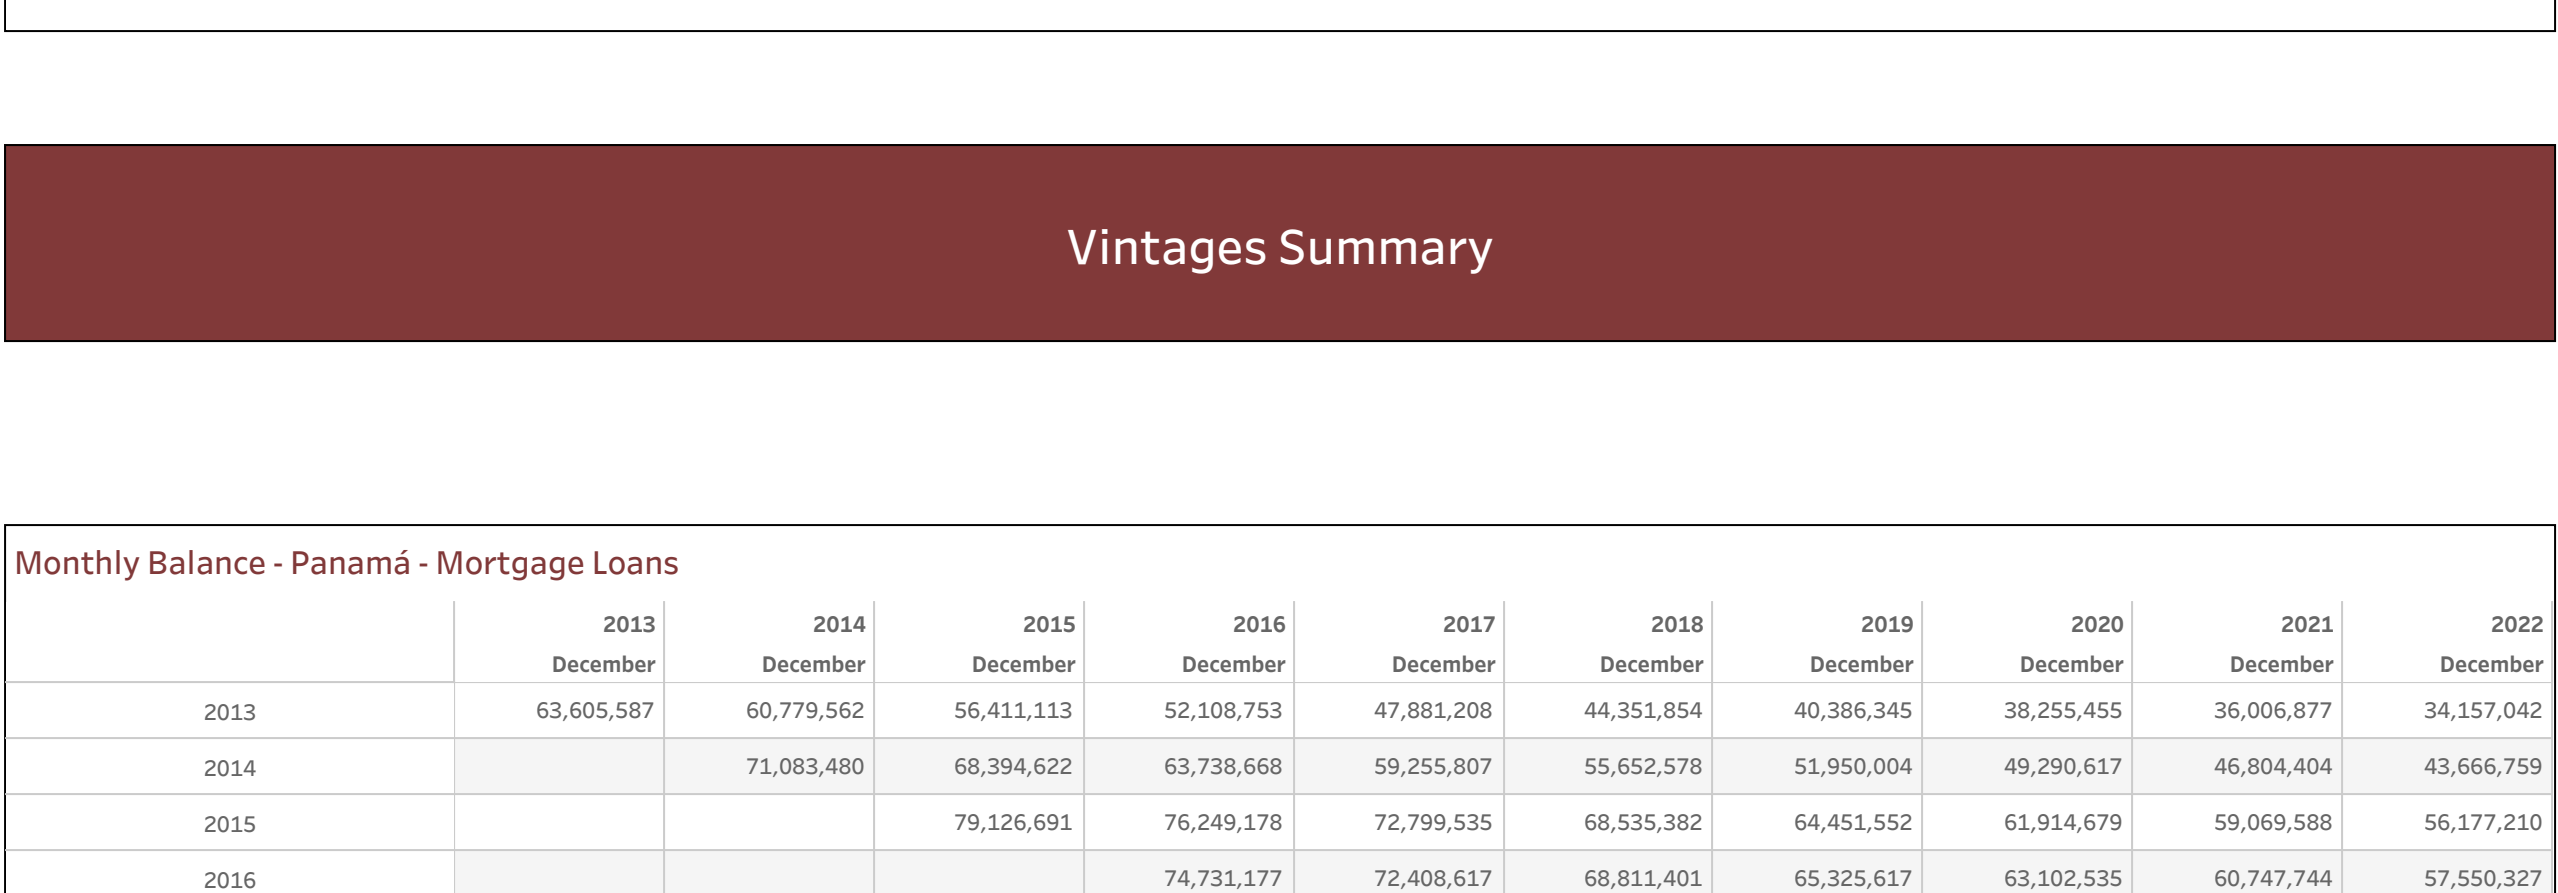 Vintages Summary
Monthly Balance - Panamá - Mortgage Loans
2013 2014 2015 2016 2017 2018 2019 2020 2021 2022
December December December December December December December December December December
2013 63,605,587 60,779,562 56,411,113 52,108,753 47,881,208 44,351,854 40,386,345 38,255,455 36,006,877 34,157,042
2014 71,083,480 68,394,622 63,738,668 59,255,807 55,652,578 51,950,004 49,290,617 46,804,404 43,666,759
2015 79,126,691 76,249,178 72,799,535 68,535,382 64,451,552 61,914,679 59,069,588 56,177,210
2016 74,731,177 72,408,617 68,811,401 65,325,617 63,102,535 60,747,744 57,550,327